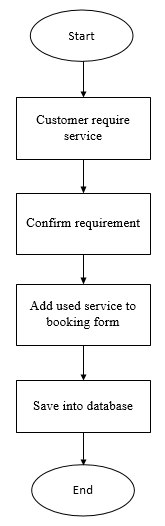 Start
Customer require
service
Confirm requirement
Add used service to
booking form
Save into database
End